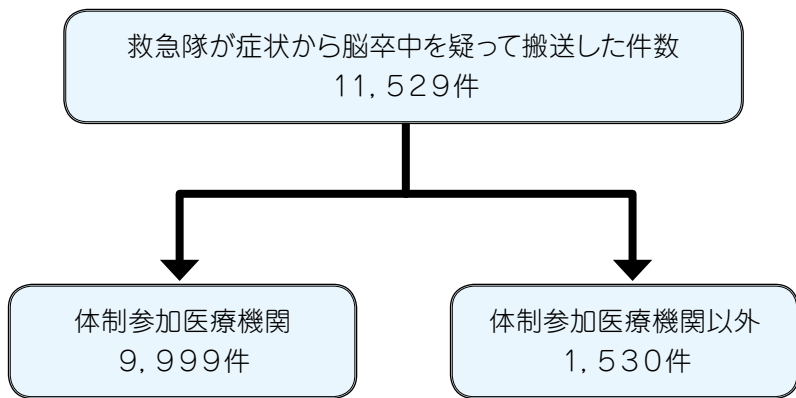 救急隊が症状から脳卒中を疑って搬送した件数
11,529件
体制参加医療機関
9,999件
体制参加医療機関以外
1,530件